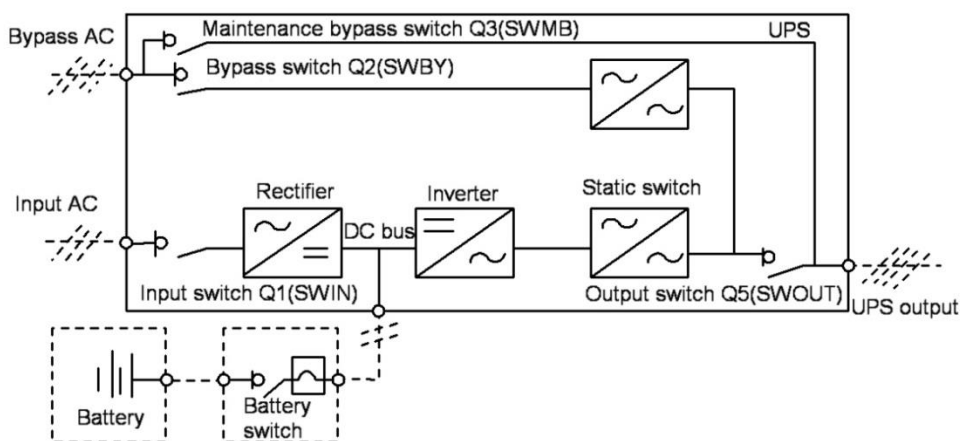 Maintenance bypass switch Q3(SWMB)
UPS
Bypass AC
Bypass switch Q2(SWBY)
Rectifier
Inverter
Static switch
Input AC
DC bus
Input switch Q1(SWIN)
Output switch Q5(SWOUT)
UPS output
Battery
Battery
switch